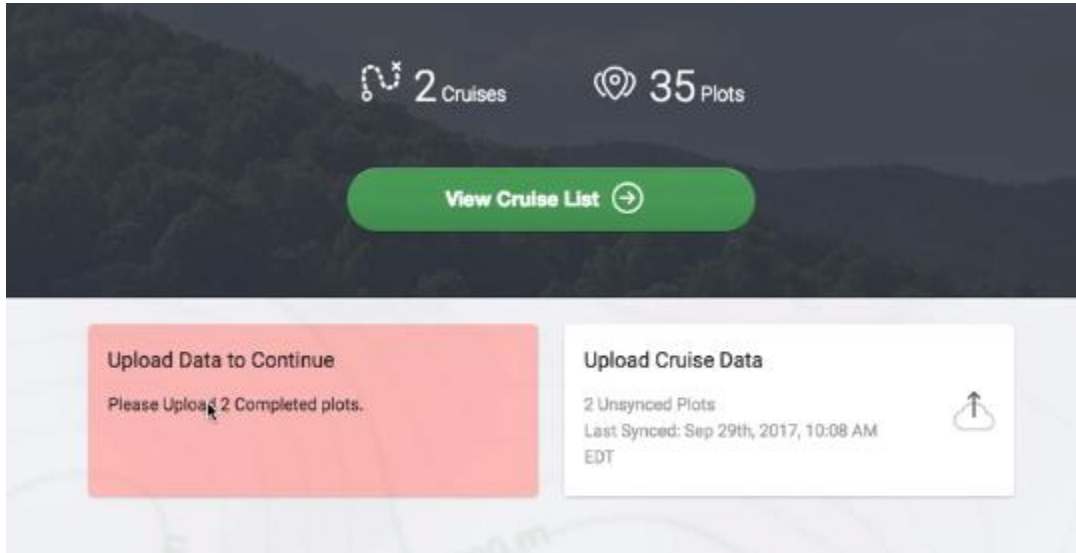 2 Cruises
35 Plots
View Cruise List
Upload Data to Continue
Please Upload 2 Completed plots.
Upload Cruise Data
2 Unsynced Plots
Last Synced: Sep 29th, 2017, 10:08 AM
EDT